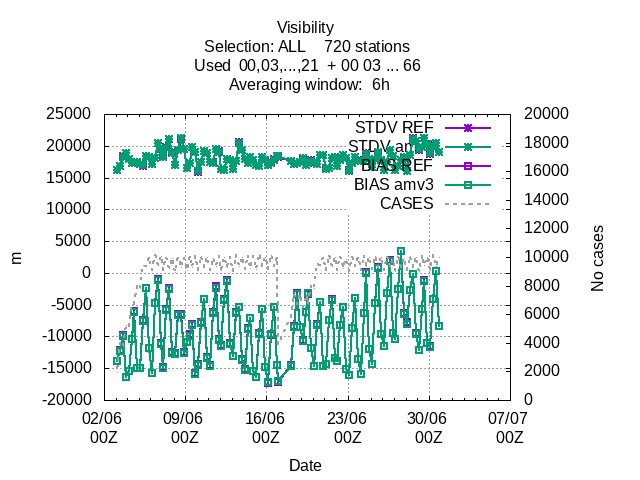 Visibility
Selection: ALL 720 stations
Used 00,03,...,21 + 00 03 ... 66
Averaging window: 6h
25000
20000
15000
10000
5000
0
-5000
-10000
-15000
-20000
20000
18000
16000
14000
12000
10000
8000
6000
4000
2000
0
STDV REF
STDV amv3
BIAS REF
BIAS amv3
CASES
m
No cases
02/06 09/06 16/06 23/06 30/06 07/07
00Z 00Z 00Z 00Z 00Z 00Z
Date